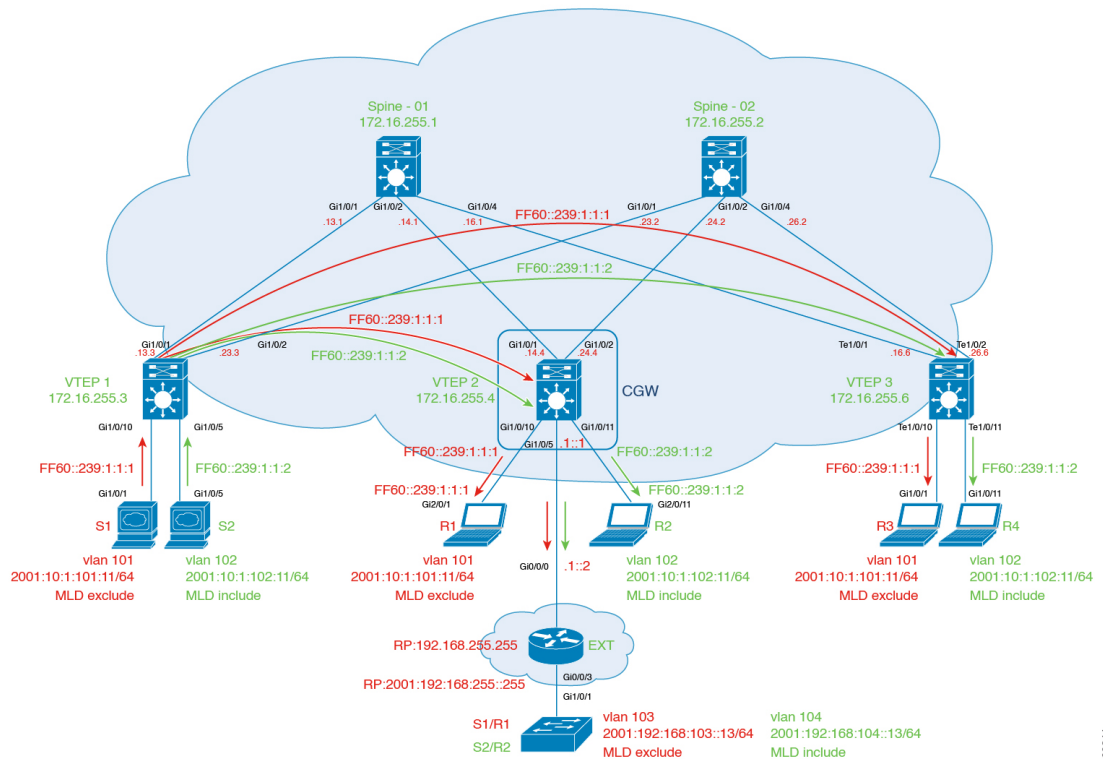 Spine - 01
172.16.255.1
Spine - 02
172.16.255.2
Gi1/0/1
Gi1/0/2
Gi1/0/4
Gi1/0/1
Gi1/0/2
Gi1/0/4
.13.1
.14.1
.16.1
FF60::239:1:1:1
.23.2
.24.2
.26.2
FF60::239:1:1:2
FF60::239:1:1:1
FF60::239:1:1:2
Gi1/0/1
.13.3
Gi1/0/2
.23.3
Gi1/0/1
.14.4
Gi1/0/2
.24.4
Te1/0/1
.16.6
Te1/0/2
.26.6
VTEP 1
172.16.255.3
VTEP 2
172.16.255.4
CGW
VTEP 3
172.16.255.6
Gi1/0/10
Gi1/0/5
Gi1/0/10
Gi1/0/11
Gi1/0/5
.1::1
Te1/0/10
Te1/0/11
FF60::239:1:1:1
FF60::239:1:1:2
FF60::239:1:1:1
FF60::239:1:1:2
FF60::239:1:1:1
FF60::239:1:1:2
FF60::239:1:1:1
FF60::239:1:1:2
Gi1/0/1
Gi1/0/5
Gi2/0/1
Gi2/0/11
Gi1/0/1
Gi1/0/11
S1
S2
R1
R2
R3
R4
vlan 101
2001:10:1:101:11/64
MLD exclude
vlan 102
2001:10:1:102:11/64
MLD include
vlan 101
2001:10:1:101:11/64
MLD exclude
Gi0/0/0
.1::2
vlan 102
2001:10:1:102:11/64
MLD include
vlan 101
2001:10:1:101:11/64
MLD exclude
vlan 102
2001:10:1:102:11/64
MLD include
RP:192.168.255.255
EXT
RP:2001:192:168:255::255
Gi0/0/3
Gi1/0/1
S1/R1
S2/R2
vlan 103
2001:192:168:103::13/64
MLD exclude
vlan 104
2001:192:168:104::13/64
MLD include